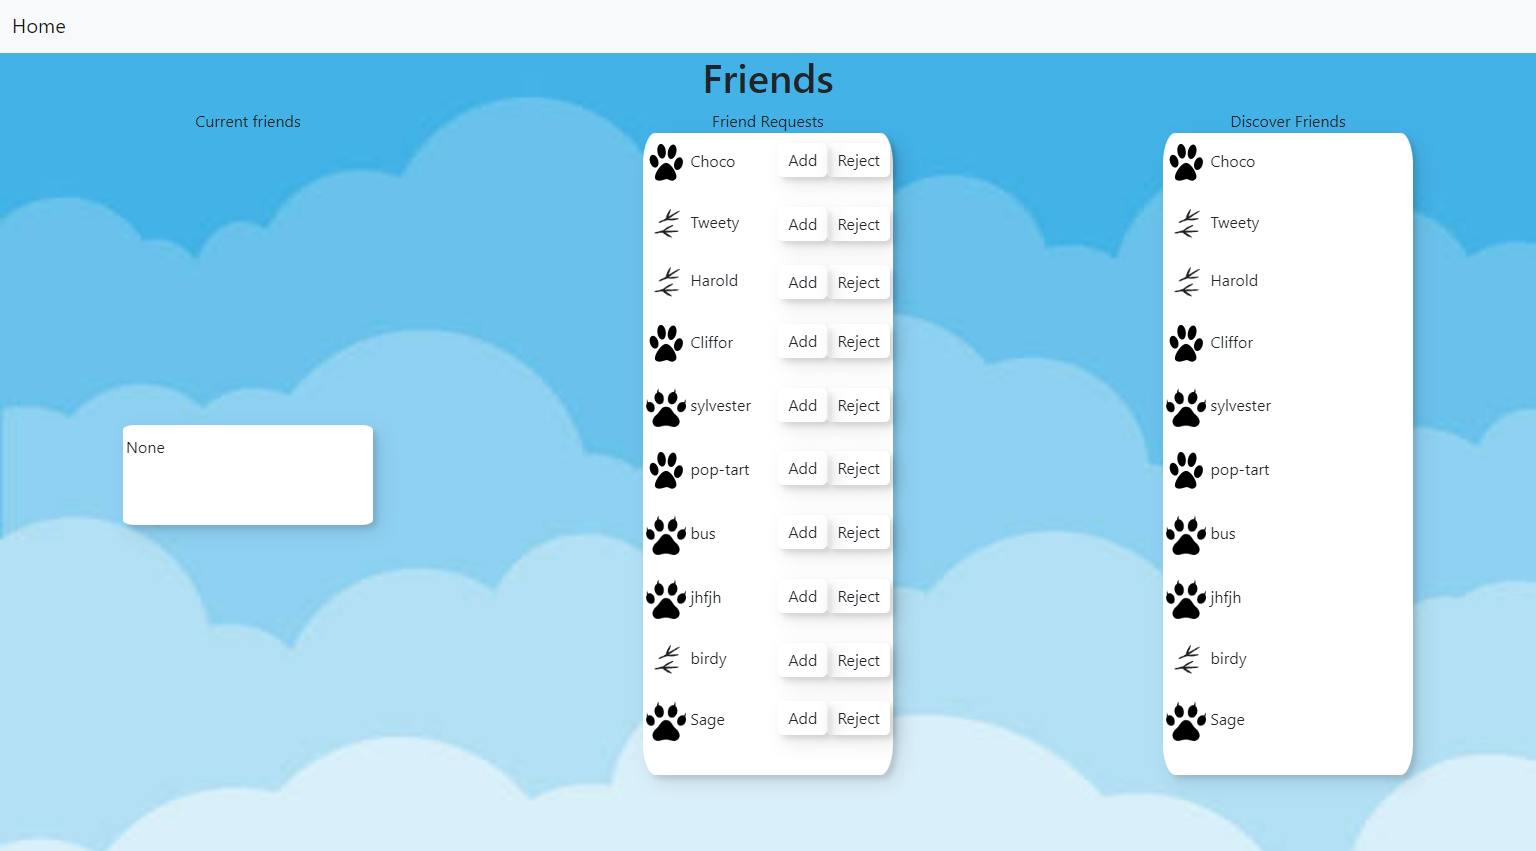 Home
Friends
Current friends
None
Friend Requests
Choco Add Reject
Tweety Add Reject
Harold Add Reject
Cliffor Add Reject
sylvester Add Reject
pop-tart Add Reject
bus Add Reject
jhfjh Add Reject
birdy Add Reject
Sage Add Reject
Discover Friends
Choco
Tweety
Harold
Cliffor
sylvester
pop-tart
bus
jhfjh
birdy
Sage